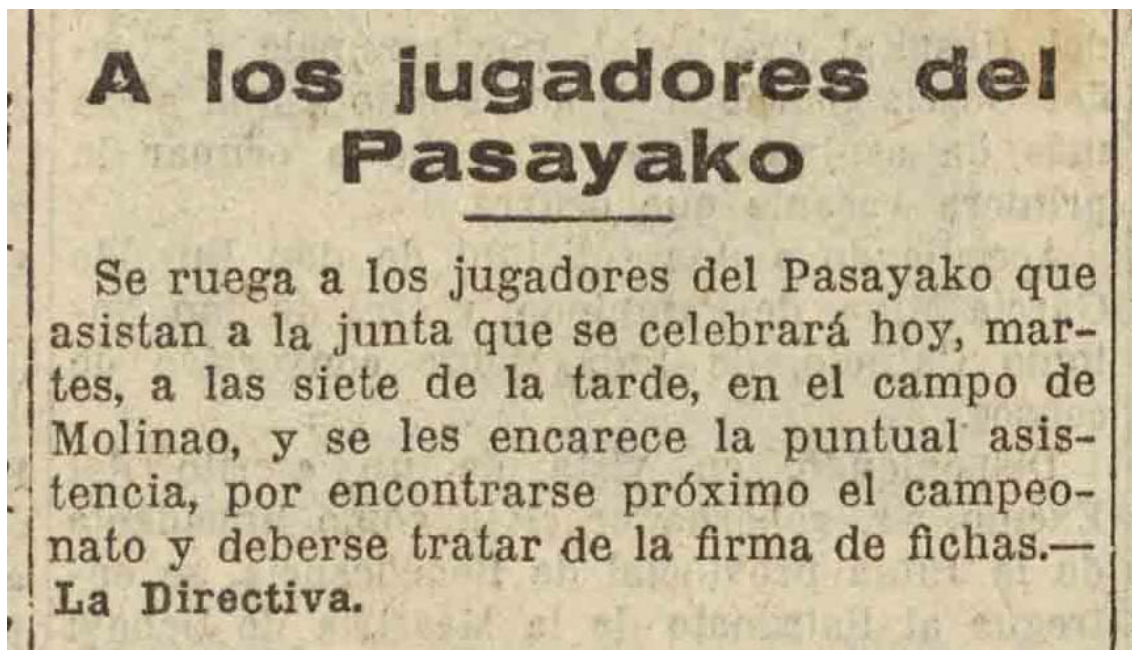 A los jugadores del
Pasayako
Se ruega a los jugadores del Pasayako que
asistan a la junta que se celebrará hoy, mar-
tes, a las siete de la tarde, en el campo de
Molinao, y se les encarece la puntual asis-
tencia, por encontrarse próximo el campeo-
nato y deberse tratar de la firma de fichas.—
La Directiva.